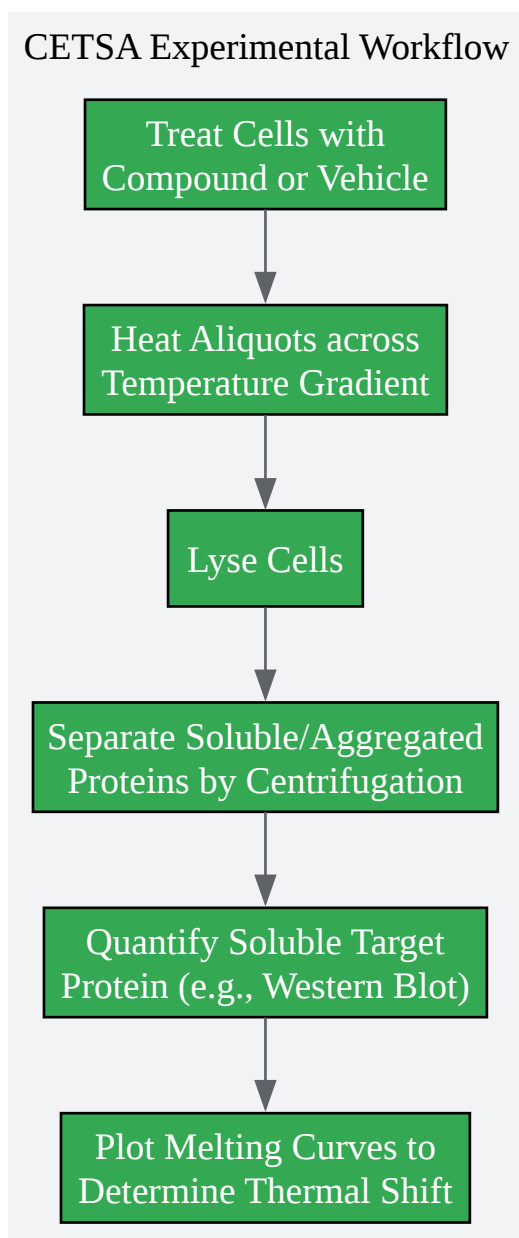 CETSA Experimental Workflow
Treat Cells with
Compound or Vehicle
Heat Aliquots across
Temperature Gradient
Lyse Cells
Separate Soluble/Aggregated
Proteins by Centrifugation
Quantify Soluble Target
Protein (e.g., Western Blot)
Plot Melting Curves to
Determine Thermal Shift